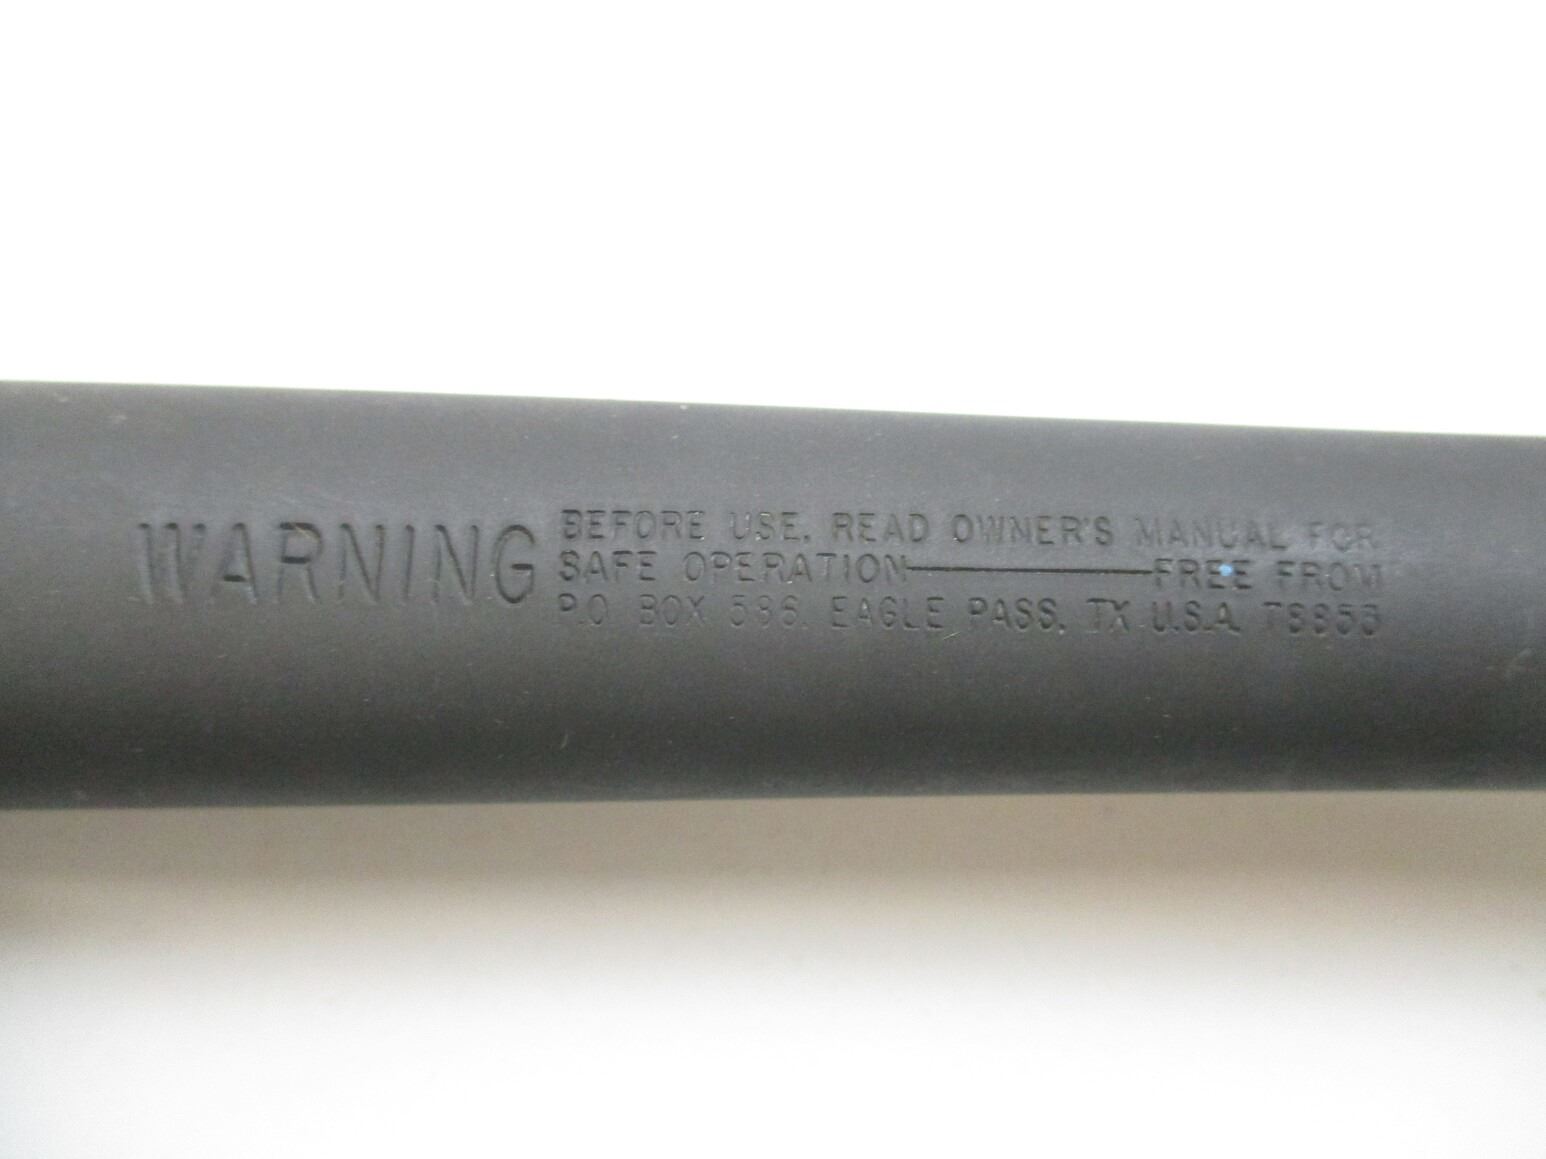 WARNING
BEFORE USE, READ OWNER'S MANUAL FOR
SAFE OPERATION————FREE FROM
P.O. BOX 586, EAGLE PASS, TX U.S.A. 78853